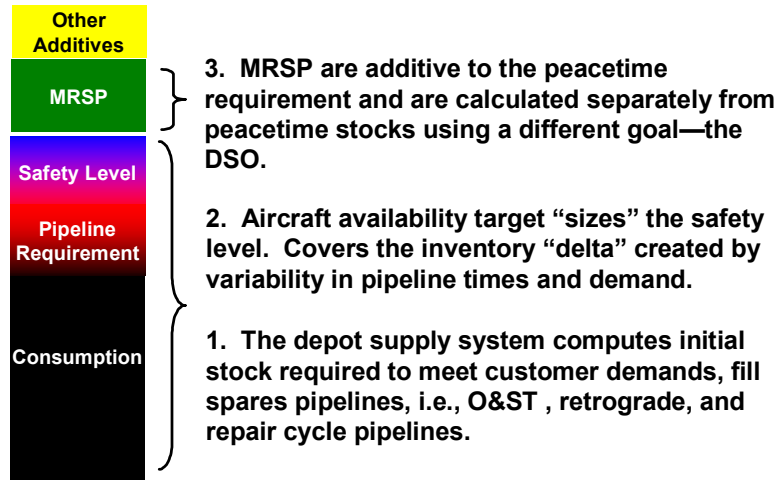 Other
Additives
MRSP
Safety Level
Pipeline
Requirement
Consumption
3. MRSP are additive to the peacetime
requirement and are calculated separately from
peacetime stocks using a different goal—the
DSO.
2. Aircraft availability target “sizes” the safety
level. Covers the inventory “delta” created by
variability in pipeline times and demand.
1. The depot supply system computes initial
stock required to meet customer demands, fill
spares pipelines, i.e., O&ST , retrograde, and
repair cycle pipelines.